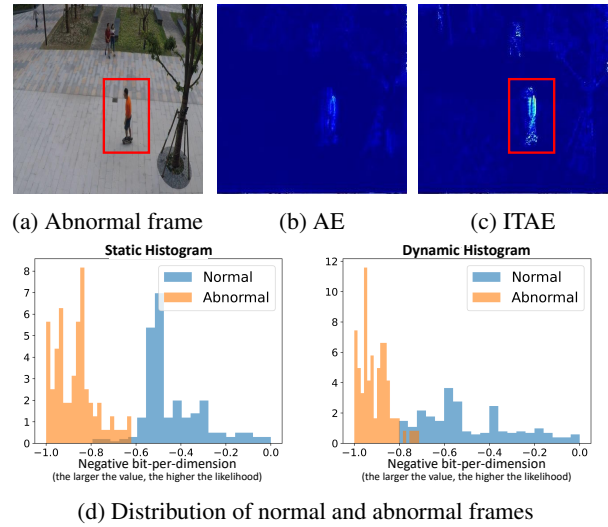 (a) Abnormal frame
(b) AE
(c) ITAE
Static Histogram
Normal
Abnormal
8
7
6
5
4
3
2
1
0
−1.0 −0.8 −0.6 −0.4 −0.2 0.0
Negative bit-per-dimension
(the larger the value, the higher the likelihood)
Dynamic Histogram
Normal
Abnormal
12
10
8
6
4
2
0
−1.0 −0.8 −0.6 −0.4 −0.2 0.0
Negative bit-per-dimension
(the larger the value, the higher the likelihood)
(d) Distribution of normal and abnormal frames